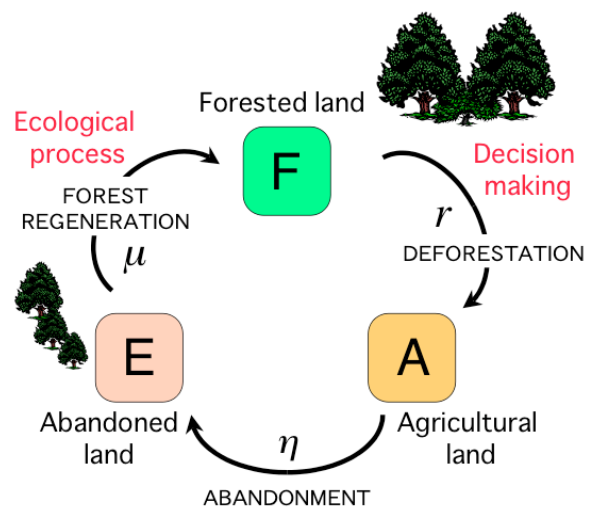 Forested land
F
Ecological
process
Decision
making
FOREST
REGENERATION
μ
r
DEFORESTATION
E
A
Abandoned
land
η
Agricultural
land
ABANDONMENT